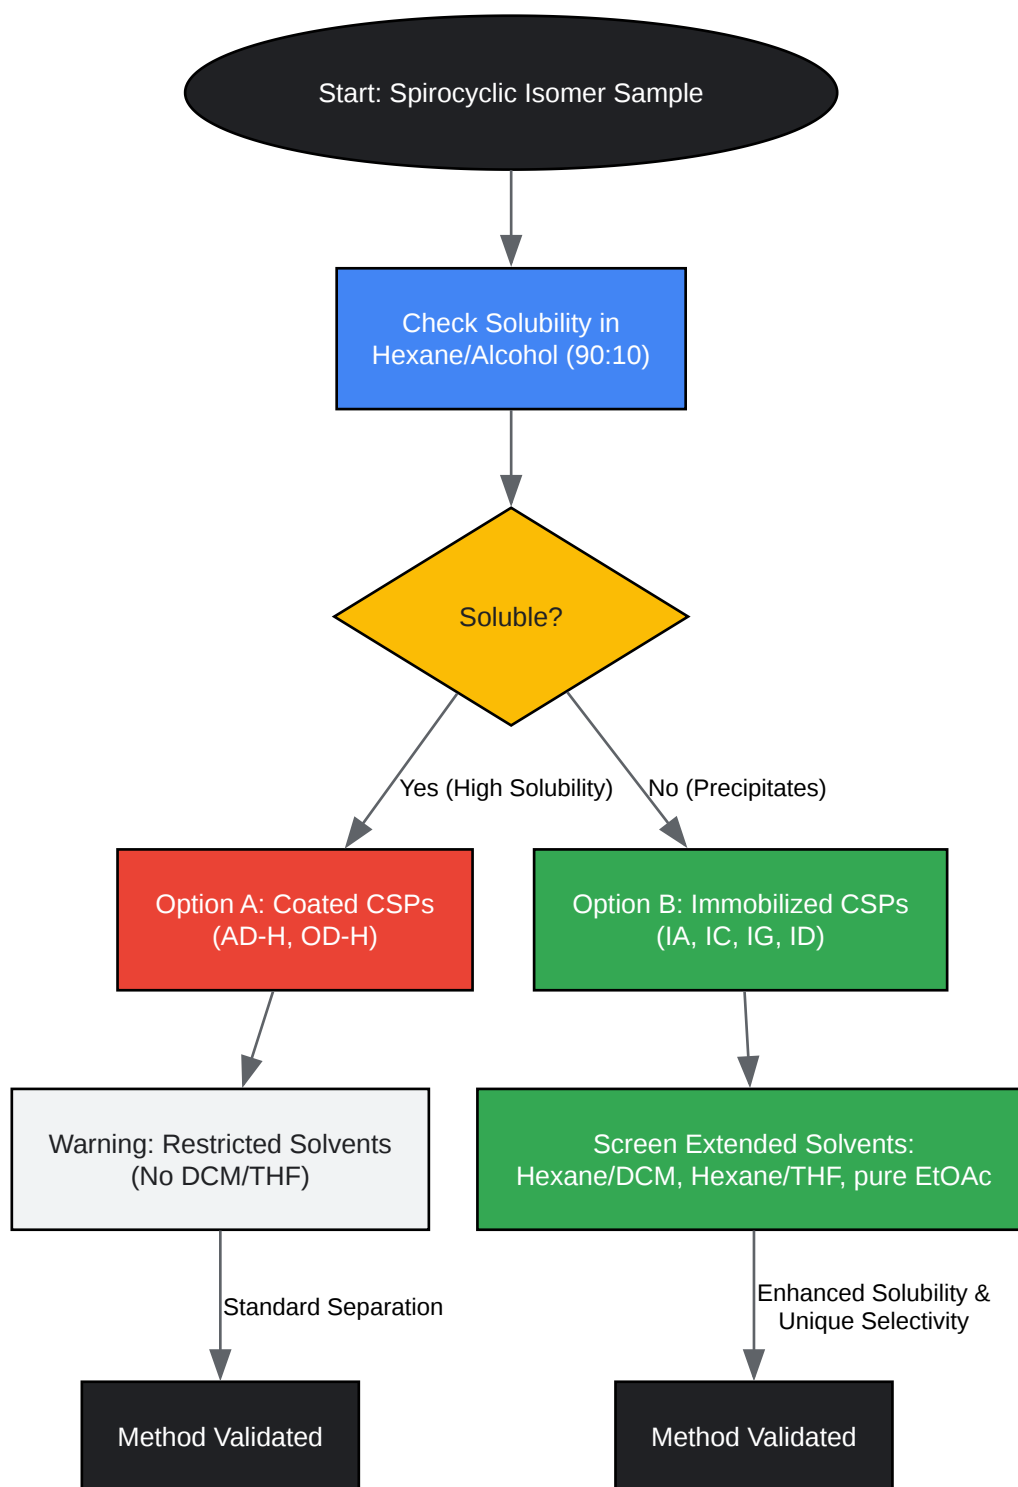 Start: Spirocyclic Isomer Sample
Check Solubility in
Hexane/Alcohol (90:10)
Soluble?
Yes (High Solubility)
No (Precipitates)
Option A: Coated CSPs
(AD-H, OD-H)
Option B: Immobilized CSPs
(IA, IC, IG, ID)
Warning: Restricted Solvents
(No DCM/THF)
Screen Extended Solvents:
Hexane/DCM, Hexane/THF, pure EtOAc
Standard Separation
Enhanced Solubility &
Unique Selectivity
Method Validated
Method Validated